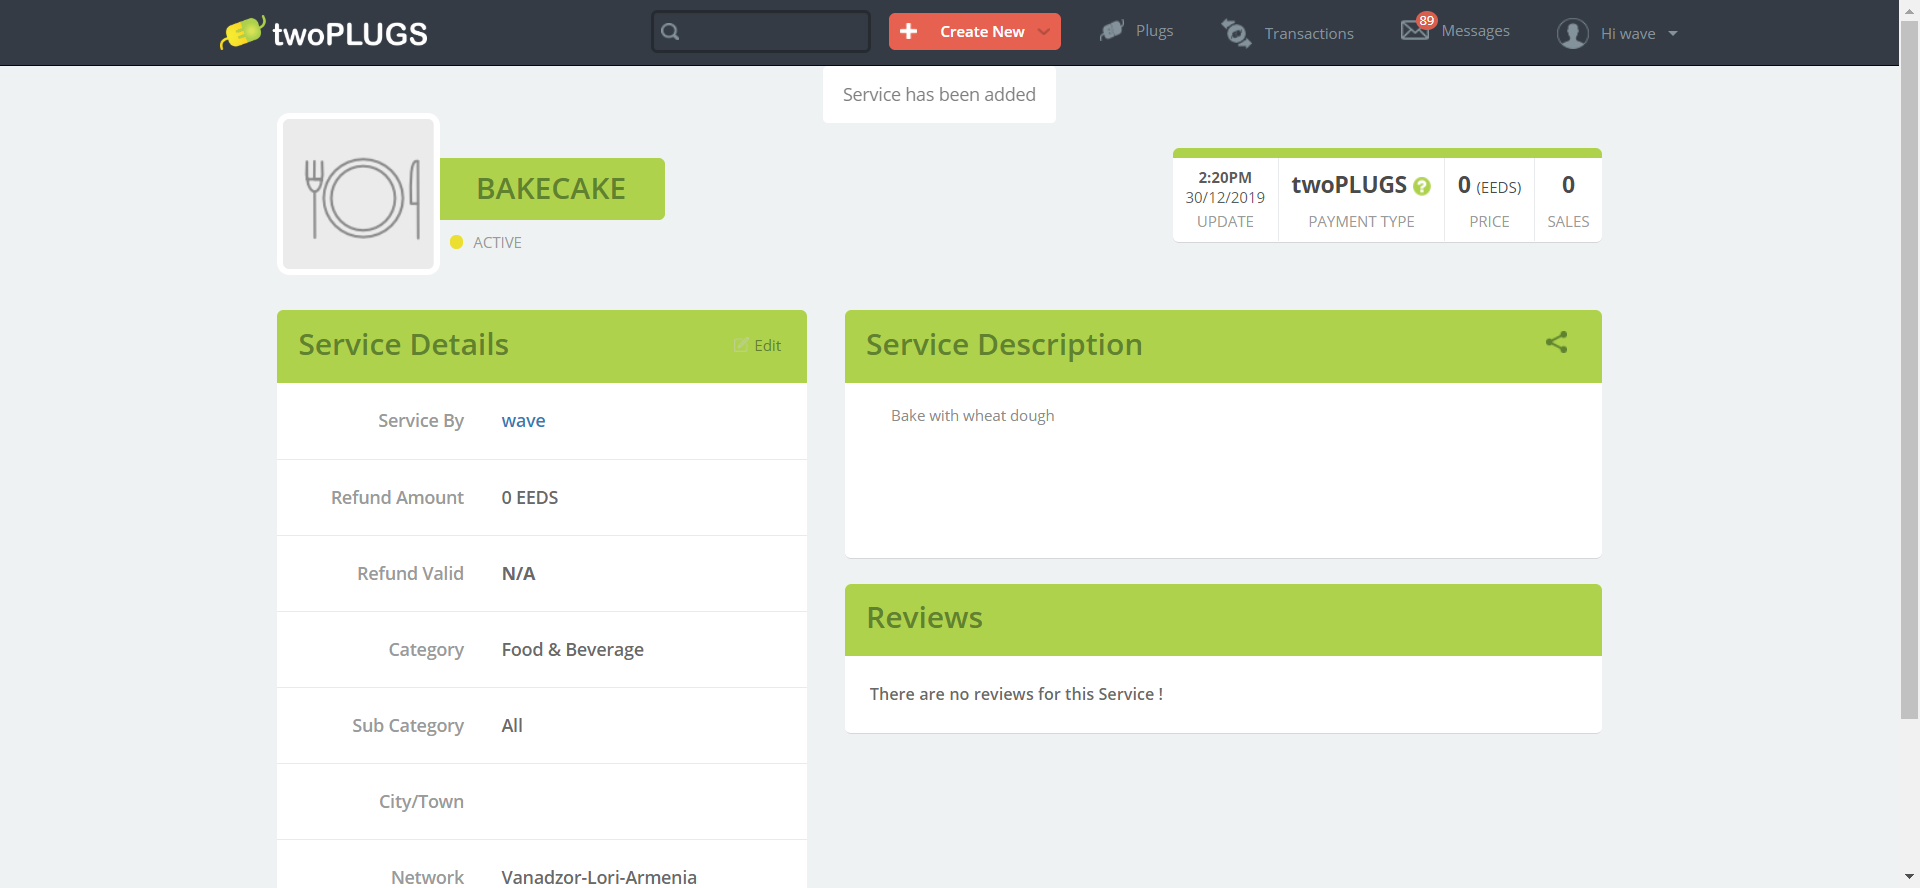 twoPLUGS
Create New
Plugs
Transactions
89
Messages
Hi wave
Service has been added
BAKECAKE
ACTIVE
2:20PM
30/12/2019
UPDATE
twoPLUGS ?
PAYMENT TYPE
0 (EEDS)
PRICE
0
SALES
Service Details
Edit
Service By wave
Refund Amount 0 EEDS
Refund Valid N/A
Category Food & Beverage
Sub Category All
City/Town
Network Vanadzor-Lori-Armenia
Service Description
Bake with wheat dough
Reviews
There are no reviews for this Service !